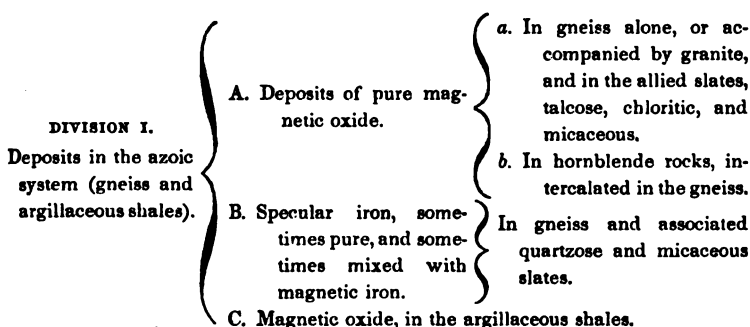 DIVISION I.
Deposits in the azoic
system (gneiss and
argillaceous shales).
A. Deposits of pure mag-
netic oxide.
a. In gneiss alone, or ac-
companied by granite,
and in the allied slates,
talcose, chloritic, and
micaceous.
b. In hornblende rocks, in-
tercalated in the gneiss.
B. Specular iron, some-
times pure, and some-
times mixed with
magnetic iron.
In gneiss and associated
quartzose and micaceous
slates.
C. Magnetic oxide, in the argillaceous shales.